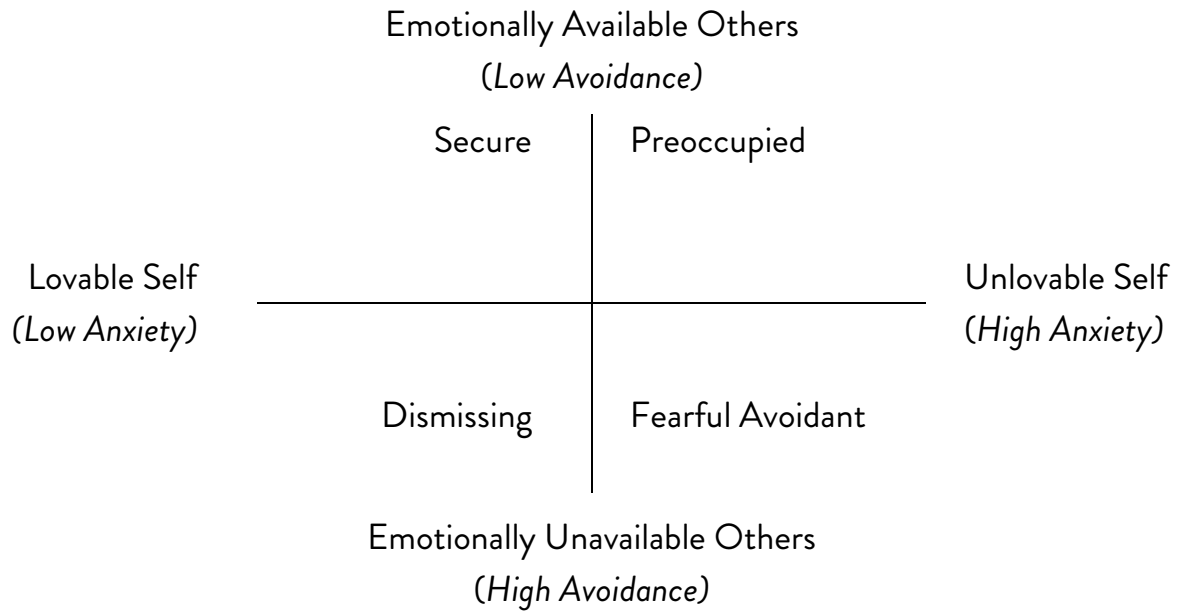 Emotionally Available Others
(Low Avoidance)
Secure
Preoccupied
Lovable Self
(Low Anxiety)
Unlovable Self
(High Anxiety)
Dismissing
Fearful Avoidant
Emotionally Unavailable Others
(High Avoidance)